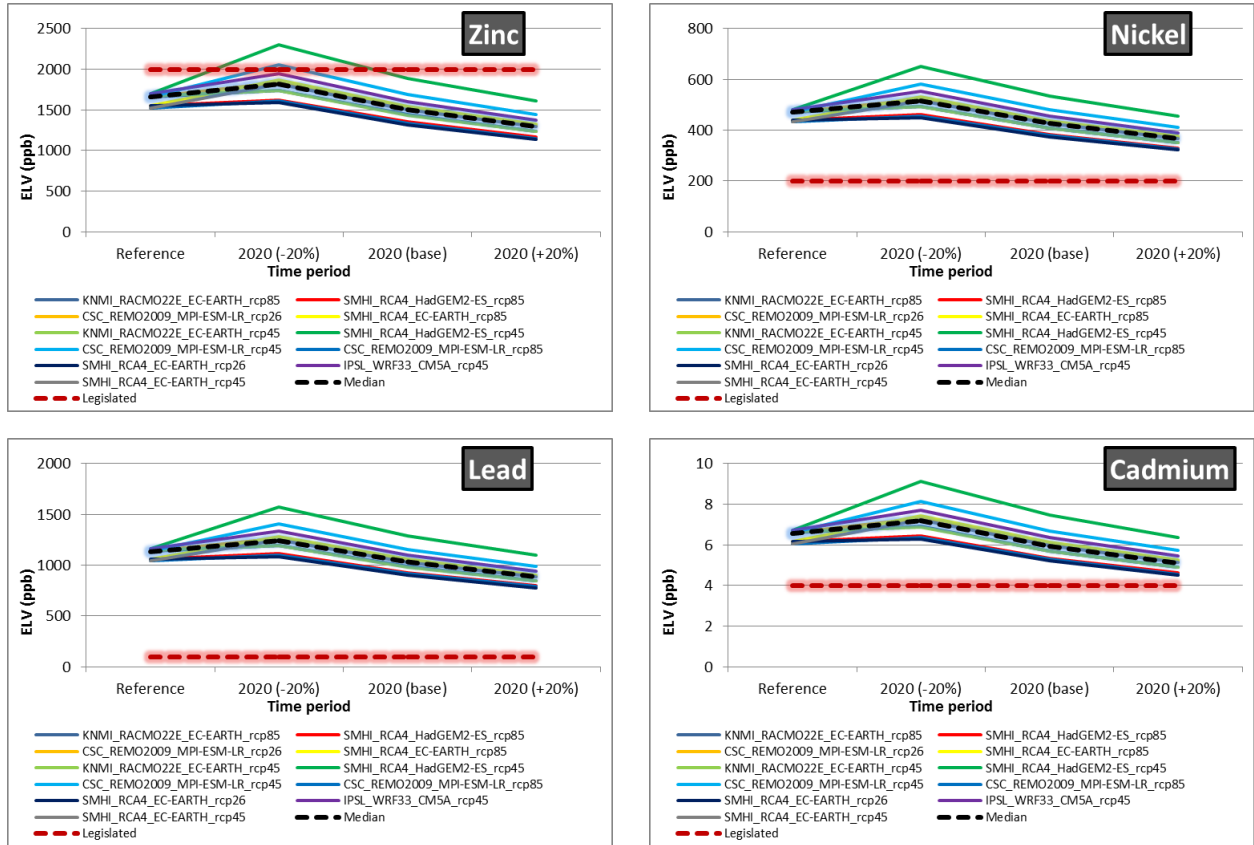 Zinc
ELV (ppb)
2500
2000
1500
1000
500
0
Reference 2020 (-20%) 2020 (base) 2020 (+20%)
Time period
KNMI_RACMO22E_EC-EARTH_rcp85 SMHI_RCA4_HadGEM2-ES_rcp85
CSC_REMO2009_MPI-ESM-LR_rcp26 SMHI_RCA4_EC-EARTH_rcp85
KNMI_RACMO22E_EC-EARTH_rcp45 SMHI_RCA4_HadGEM2-ES_rcp45
CSC_REMO2009_MPI-ESM-LR_rcp45 CSC_REMO2009_MPI-ESM-LR_rcp85
SMHI_RCA4_EC-EARTH_rcp26 IPSL_WRF33_CM5A_rcp45
SMHI_RCA4_EC-EARTH_rcp45 Median
Legislated
Nickel
ELV (ppb)
800
600
400
200
0
Reference 2020 (-20%) 2020 (base) 2020 (+20%)
Time period
KNMI_RACMO22E_EC-EARTH_rcp85 SMHI_RCA4_HadGEM2-ES_rcp85
CSC_REMO2009_MPI-ESM-LR_rcp26 SMHI_RCA4_EC-EARTH_rcp85
KNMI_RACMO22E_EC-EARTH_rcp45 SMHI_RCA4_HadGEM2-ES_rcp45
CSC_REMO2009_MPI-ESM-LR_rcp45 CSC_REMO2009_MPI-ESM-LR_rcp85
SMHI_RCA4_EC-EARTH_rcp26 IPSL_WRF33_CM5A_rcp45
SMHI_RCA4_EC-EARTH_rcp45 Median
Legislated
Lead
ELV (ppb)
2000
1500
1000
500
0
Reference 2020 (-20%) 2020 (base) 2020 (+20%)
Time period
KNMI_RACMO22E_EC-EARTH_rcp85 SMHI_RCA4_HadGEM2-ES_rcp85
CSC_REMO2009_MPI-ESM-LR_rcp26 SMHI_RCA4_EC-EARTH_rcp85
KNMI_RACMO22E_EC-EARTH_rcp45 SMHI_RCA4_HadGEM2-ES_rcp45
CSC_REMO2009_MPI-ESM-LR_rcp45 CSC_REMO2009_MPI-ESM-LR_rcp85
SMHI_RCA4_EC-EARTH_rcp26 IPSL_WRF33_CM5A_rcp45
SMHI_RCA4_EC-EARTH_rcp45 Median
Legislated
Cadmium
ELV (ppb)
10
8
6
4
2
0
Reference 2020 (-20%) 2020 (base) 2020 (+20%)
Time period
KNMI_RACMO22E_EC-EARTH_rcp85 SMHI_RCA4_HadGEM2-ES_rcp85
CSC_REMO2009_MPI-ESM-LR_rcp26 SMHI_RCA4_EC-EARTH_rcp85
KNMI_RACMO22E_EC-EARTH_rcp45 SMHI_RCA4_HadGEM2-ES_rcp45
CSC_REMO2009_MPI-ESM-LR_rcp45 CSC_REMO2009_MPI-ESM-LR_rcp85
SMHI_RCA4_EC-EARTH_rcp26 IPSL_WRF33_CM5A_rcp45
SMHI_RCA4_EC-EARTH_rcp45 Median
Legislated